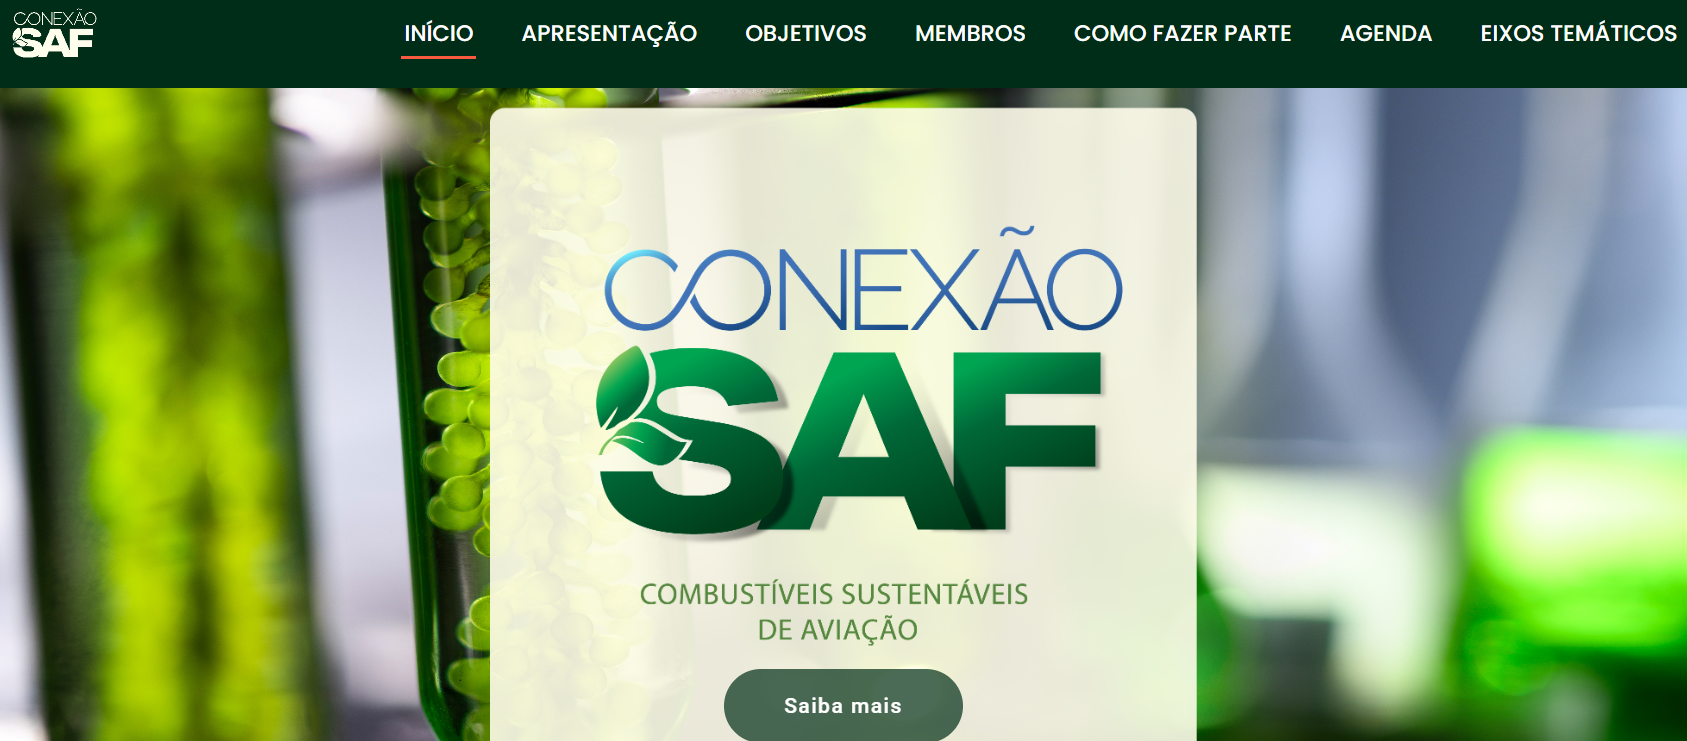 CONEXÃO
SAF
INÍCIO APRESENTAÇÃO OBJETIVOS MEMBROS COMO FAZER PARTE AGENDA EIXOS TEMÁTICOS
CONEXÃO
SAF
COMBUSTÍVEIS SUSTENTÁVEIS
DE AVIAÇÃO
Saiba mais